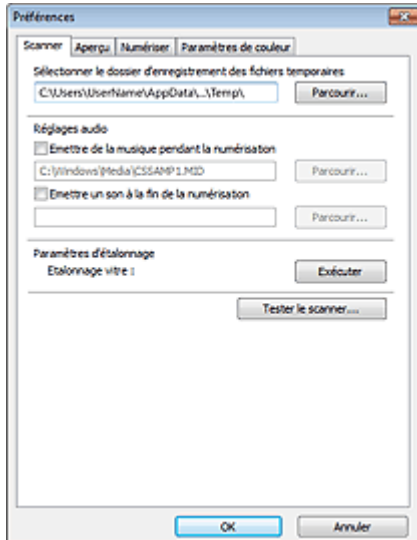 Préférences
Scanner Aperçu Numériser Paramètres de couleur
Sélectionner le dossier d'enregistrement des fichiers temporaires
C:\Users\UserName\AppData\...\Temp\, Parcourir...
Réglages audio
Emettre de la musique pendant la numérisation
C:\Windows\Media\CSSAMP1.MID Parcourir...
Emettre un son à la fin de la numérisation
Parcourir...
Paramètres d'étalonnage
Etalonnage vitre : Exécuter
Tester le scanner....
OK Annuler